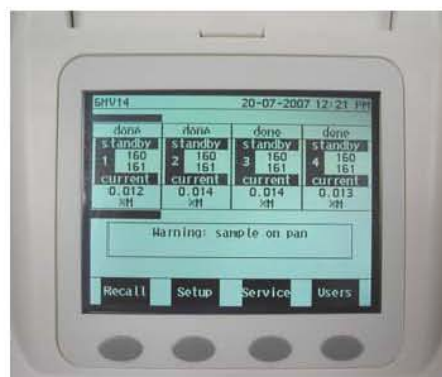 6MV14 20-07-2007 12:21 PM
done done done done
standby standby standby standby
1 160 2 160 3 160 4 160
161 161 161 161
current current current current
0.012 0.014 0.014 0.013
%M %M %M %M
Warning: sample on pan
Recall Setup Service Users